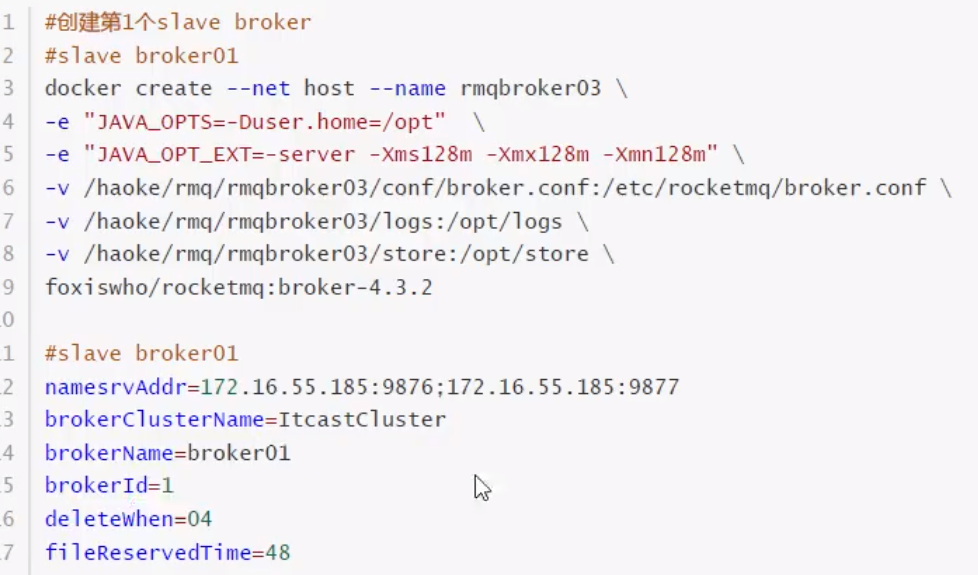 1 #创建第1个slave broker
2 #slave broker01
3 docker create --net host --name rmqbroker03 \
4 -e "JAVA_OPTS=-Duser.home=/opt"  \
5 -e "JAVA_OPT_EXT=-server -Xms128m -Xmx128m -Xmn128m" \
6 -v /haoke/rmq/rmqbroker03/conf/broker.conf:/etc/rocketmq/broker.conf \
7 -v /haoke/rmq/rmqbroker03/logs:/opt/logs \
8 -v /haoke/rmq/rmqbroker03/store:/opt/store \
9 foxiswho/rocketmq:broker-4.3.2
0
1 #slave broker01
2 namesrvAddr=172.16.55.185:9876;172.16.55.185:9877
3 brokerClusterName=ItcastCluster
4 brokerName=broker01
5 brokerId=1
6 deleteWhen=04
7 fileReservedTime=48